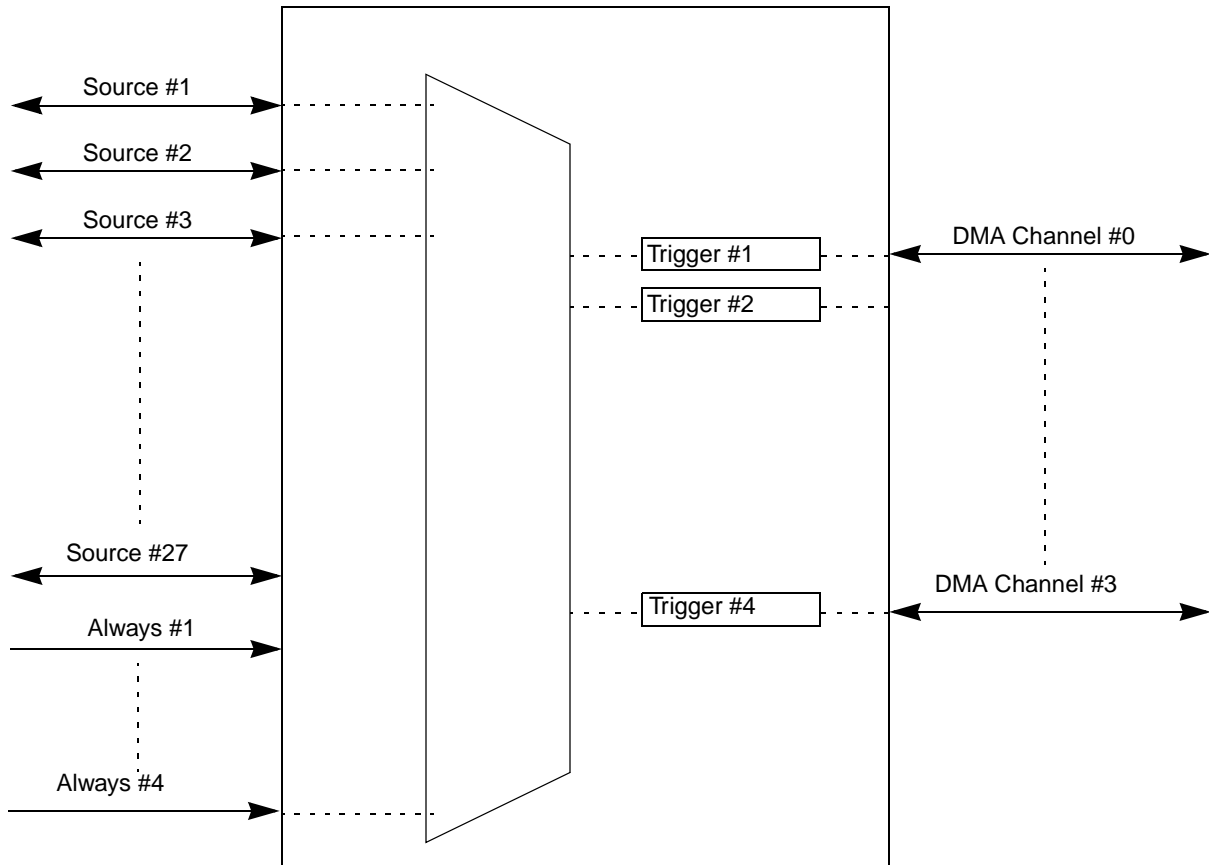 Source #1
Source #2
Source #3
Source #27
Always #1
Always #4
Trigger #1
Trigger #2
Trigger #4
DMA Channel #0
DMA Channel #3